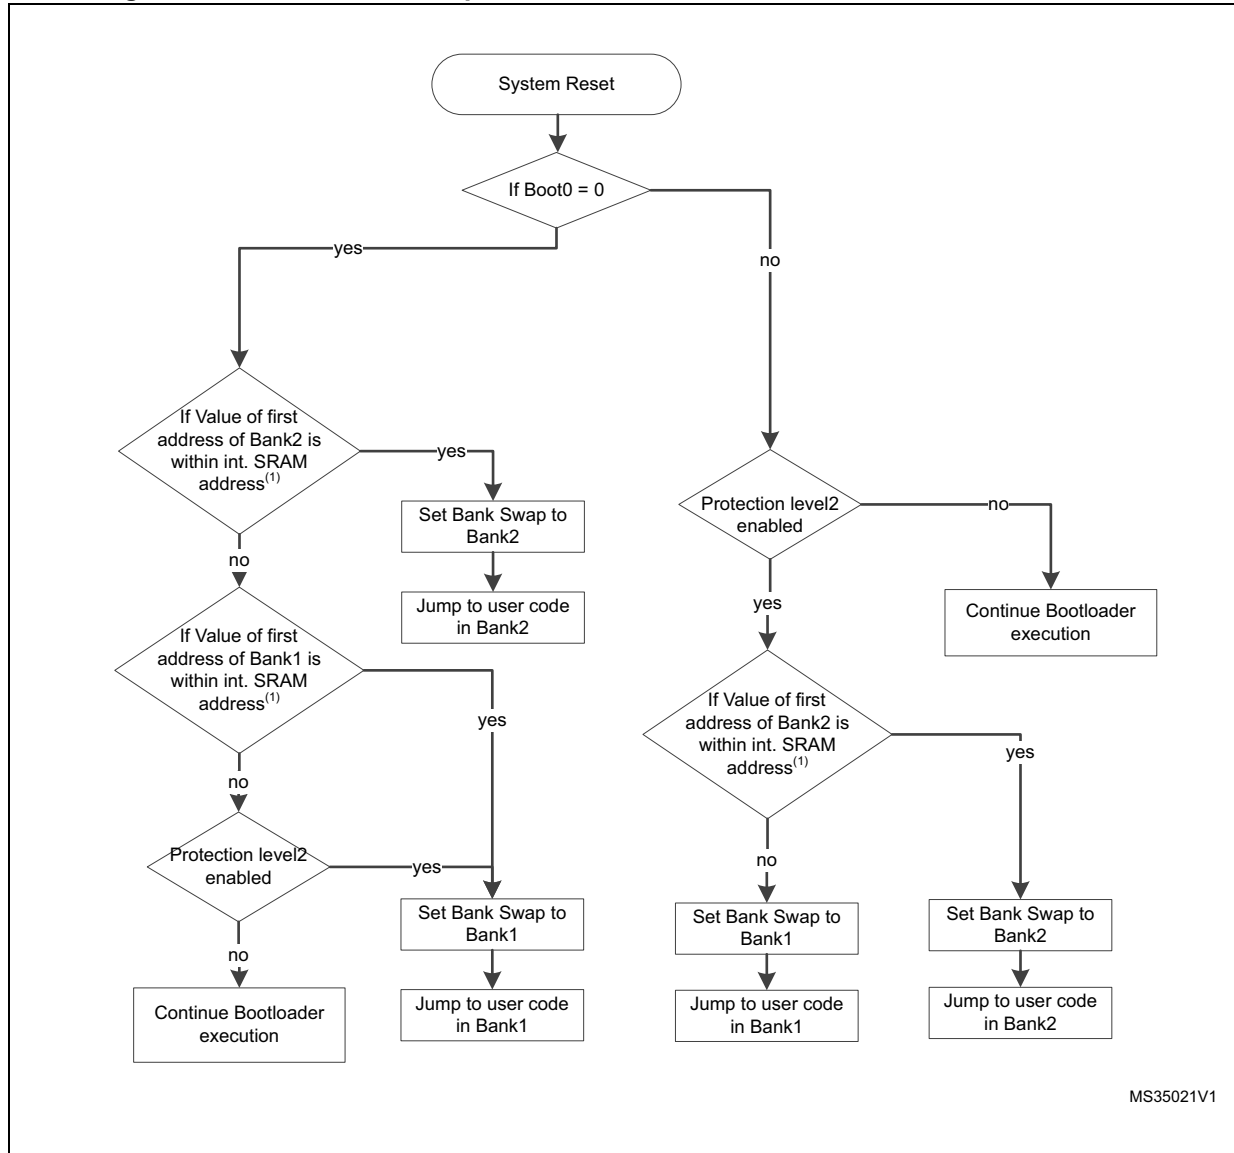 System Reset
If Boot0 = 0
yes
no
If Value of first
address of Bank2 is
within int. SRAM
address(1)
yes
Set Bank Swap to
Bank2
Jump to user code
in Bank2
no
If Value of first
address of Bank1 is
within int. SRAM
address(1)
yes
no
Protection level2
enabled
yes
Set Bank Swap to
Bank1
Jump to user code
in Bank1
no
Continue Bootloader
execution
Protection level2
enabled
no
Continue Bootloader
execution
yes
If Value of first
address of Bank2 is
within int. SRAM
address(1)
yes
no
Set Bank Swap to
Bank1
Jump to user code
in Bank1
Set Bank Swap to
Bank2
Jump to user code
in Bank2
MS35021V1